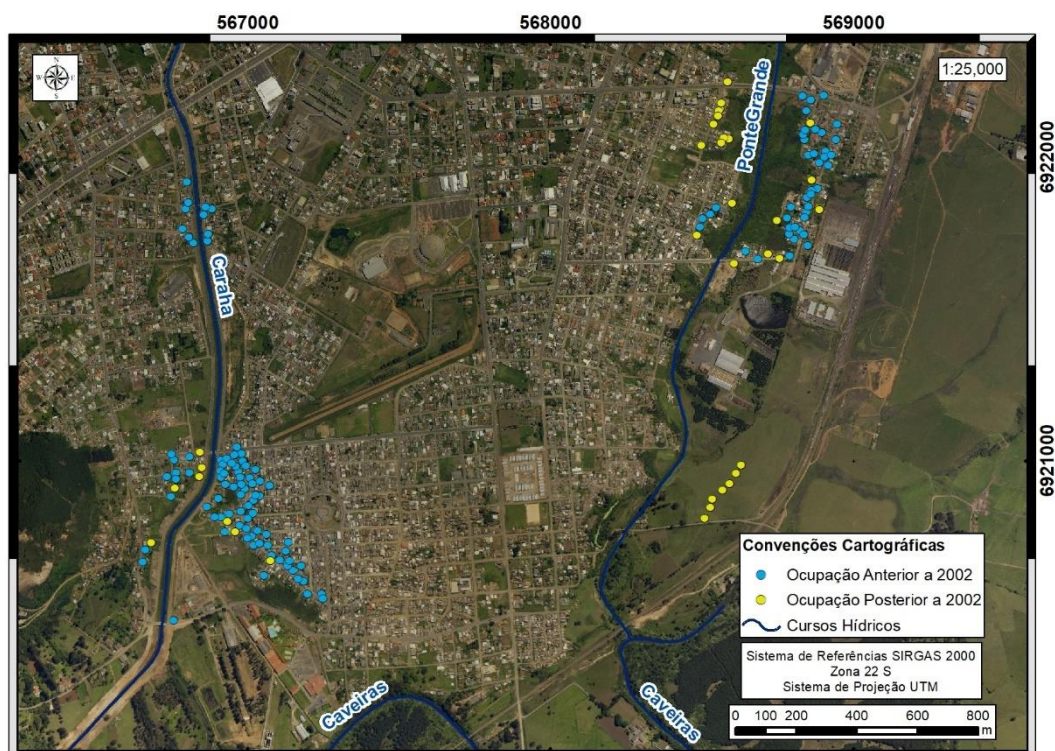 567000
568000
569000
N
W E
S
1:25,000
PonteGrande
6922000
Caraha
6921000
Convenções Cartográficas
Ocupação Anterior a 2002
Ocupação Posterior a 2002
Cursos Hídricos
Sistema de Referências SIRGAS 2000
Zona 22 S
Sistema de Projeção UTM
Caveiras
Caveiras
0 100 200 400 600 800
m